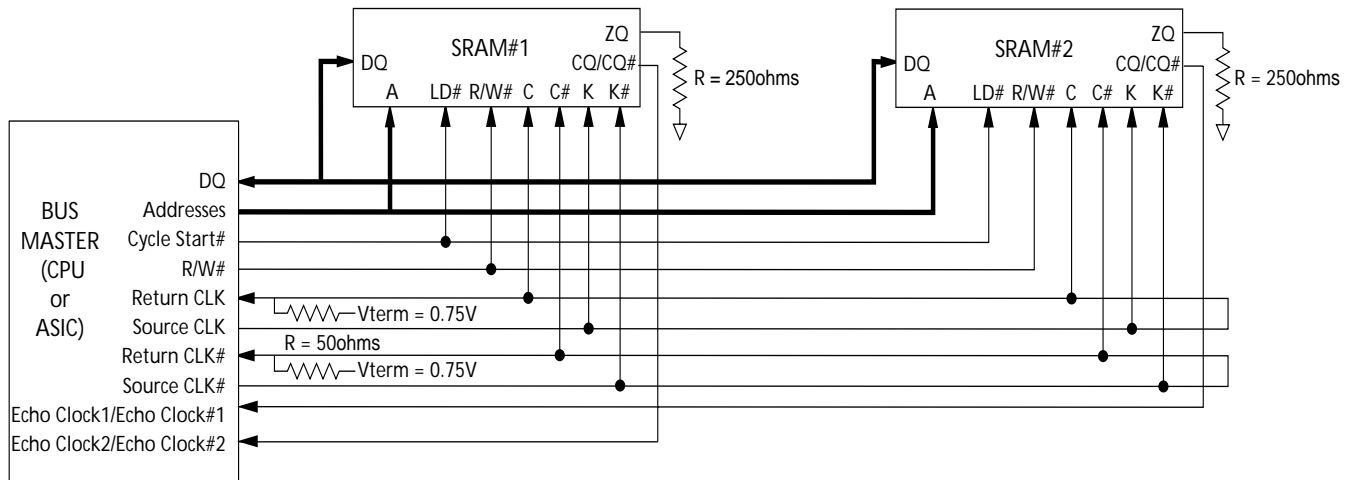 ZQ
SRAM#1
CQ/CQ#
DQ
A LD# R/W# C C# K K#
R = 250ohms
ZQ
SRAM#2
CQ/CQ#
DQ
A LD# R/W# C C# K K#
R = 250ohms
BUS
MASTER
(CPU
or
ASIC)
DQ
Addresses
Cycle Start#
R/W#
Return CLK
Vterm = 0.75V
Source CLK
R = 50ohms
Return CLK#
Vterm = 0.75V
Source CLK#
Echo Clock1/Echo Clock#1
Echo Clock2/Echo Clock#2